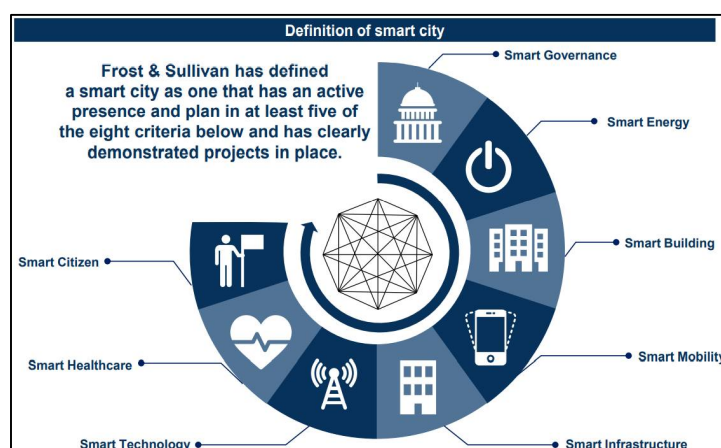 Definition of smart city
Frost & Sullivan has defined
a smart city as one that has an active
presence and plan in at least five of
the eight criteria below and has clearly
demonstrated projects in place.
Smart Governance
Smart Energy
Smart Building
Smart Mobility
Smart Infrastructure
Smart Technology
Smart Healthcare
Smart Citizen